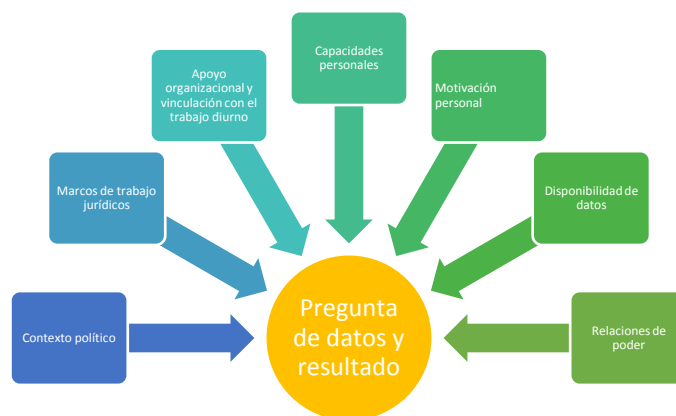 Capacidades
personales
Apoyo
organizacional y
vinculación con el
trabajo diurno
Motivación
personal
Marcos de trabajo
jurídicos
Disponibilidad de
datos
Contexto político
Pregunta
de datos y
resultado
Relaciones de
poder